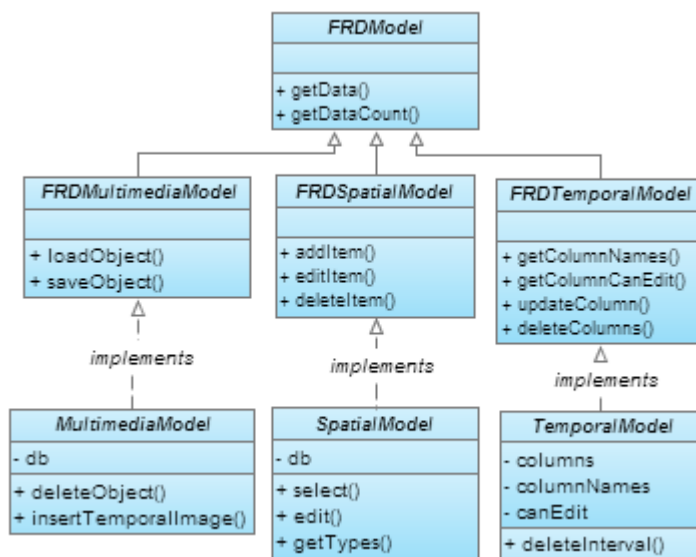 FRDModel
+ getData()
+ getDataCount()
FRDMultimediaModel
+ loadObject()
+ saveObject()
FRDSpatialModel
+ addItem()
+ editItem()
+ deleteItem()
FRDTemporalModel
+ getColumnNames()
+ getColumnCanEdit()
+ updateColumn()
+ deleteColumns()
implements
implements
implements
MultimediaModel
- db
+ deleteObject()
+ insertTemporalImage()
SpatialModel
- db
+ select()
+ edit()
+ getTypes()
TemporalModel
- columns
- columnNames
- canEdit
+ deleteInterval()